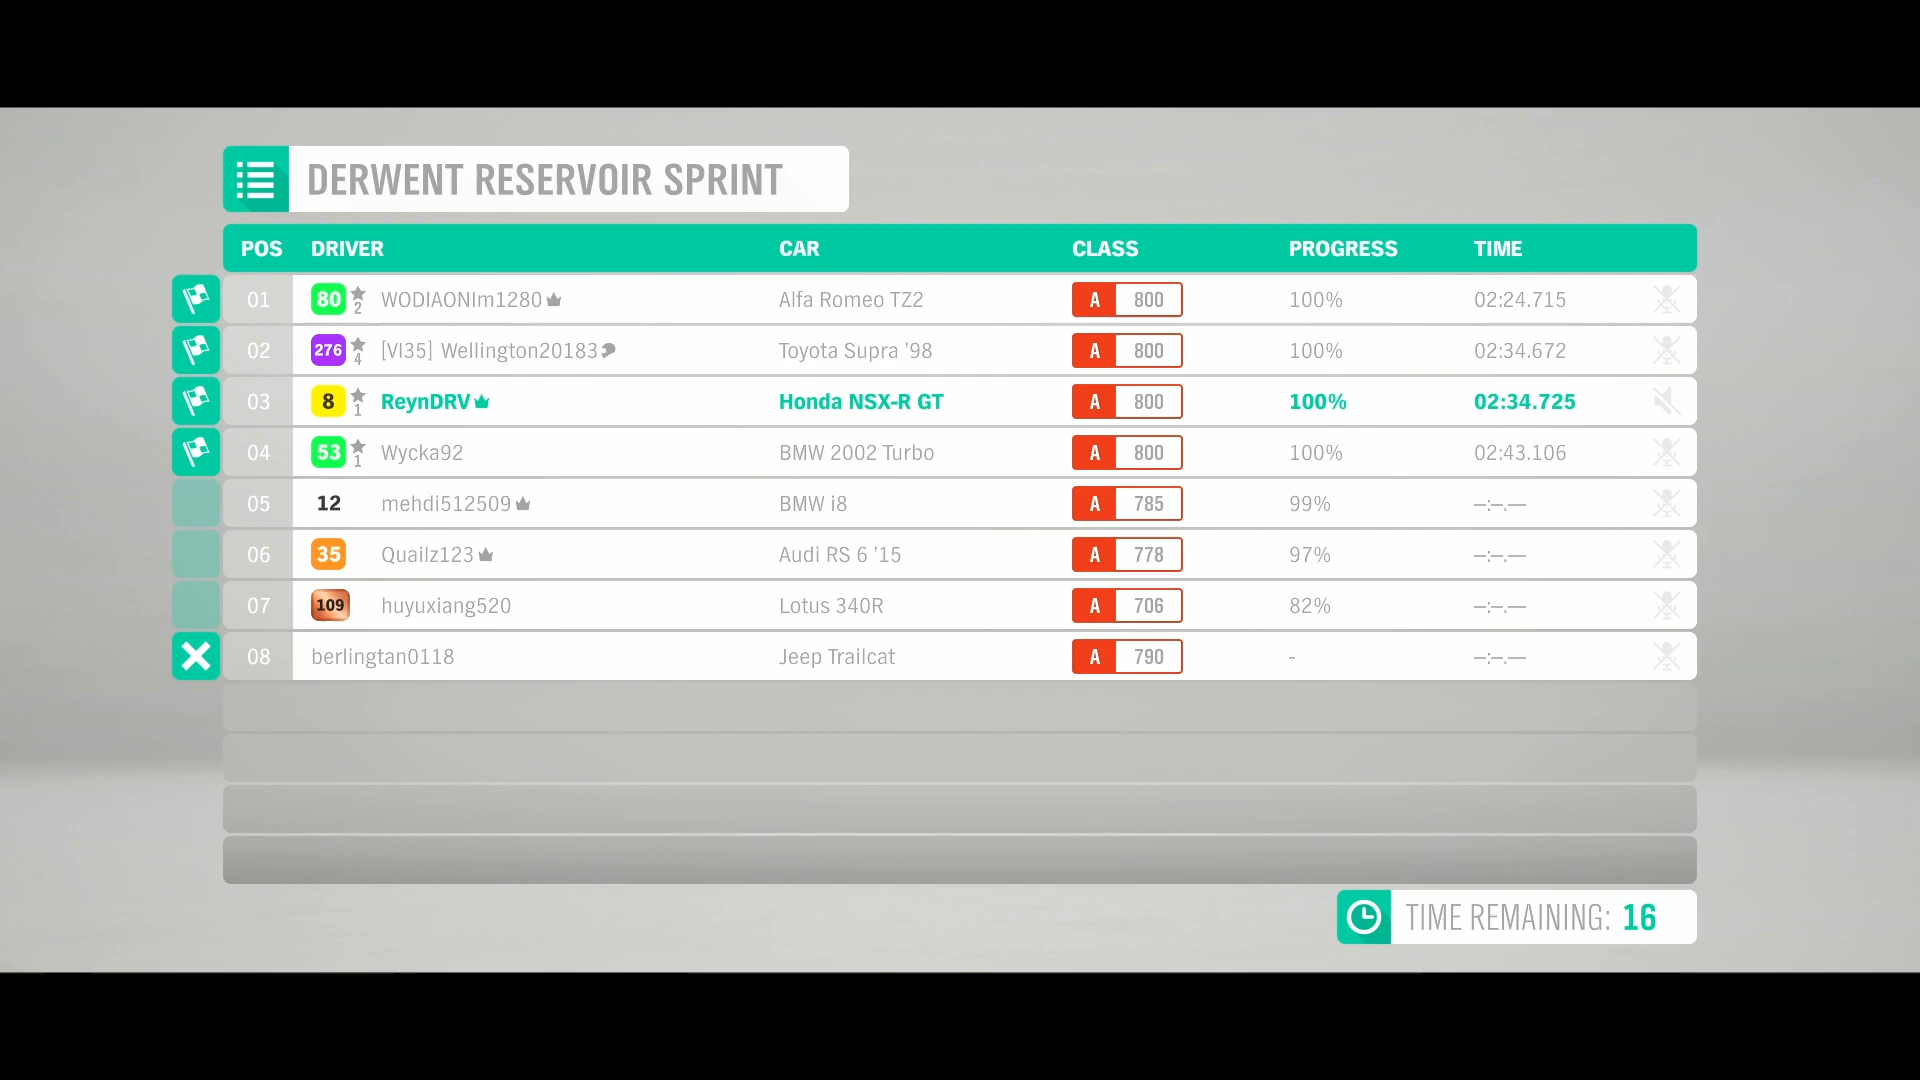 DERWENT RESERVOIR SPRINT
POS DRIVER CAR CLASS PROGRESS TIME
01 80 2 WODIAONIm1280 Alfa Romeo TZ2 A 800 100% 02:24.715
02 276 4 [VI35] Wellington20183 Toyota Supra '98 A 800 100% 02:34.672
03 8 1 ReynDRV Honda NSX-R GT A 800 100% 02:34.725
04 53 1 Wycka92 BMW 2002 Turbo A 800 100% 02:43.106
05 12 mehdi512509 BMW i8 A 785 99% --:--.---
06 35 Quailz123 Audi RS 6 '15 A 778 97% --:--.---
07 109 huyuxiang520 Lotus 340R A 706 82% --:--.---
08 berlingtan0118 Jeep Trailcat A 790 - --:--.---
TIME REMAINING: 16